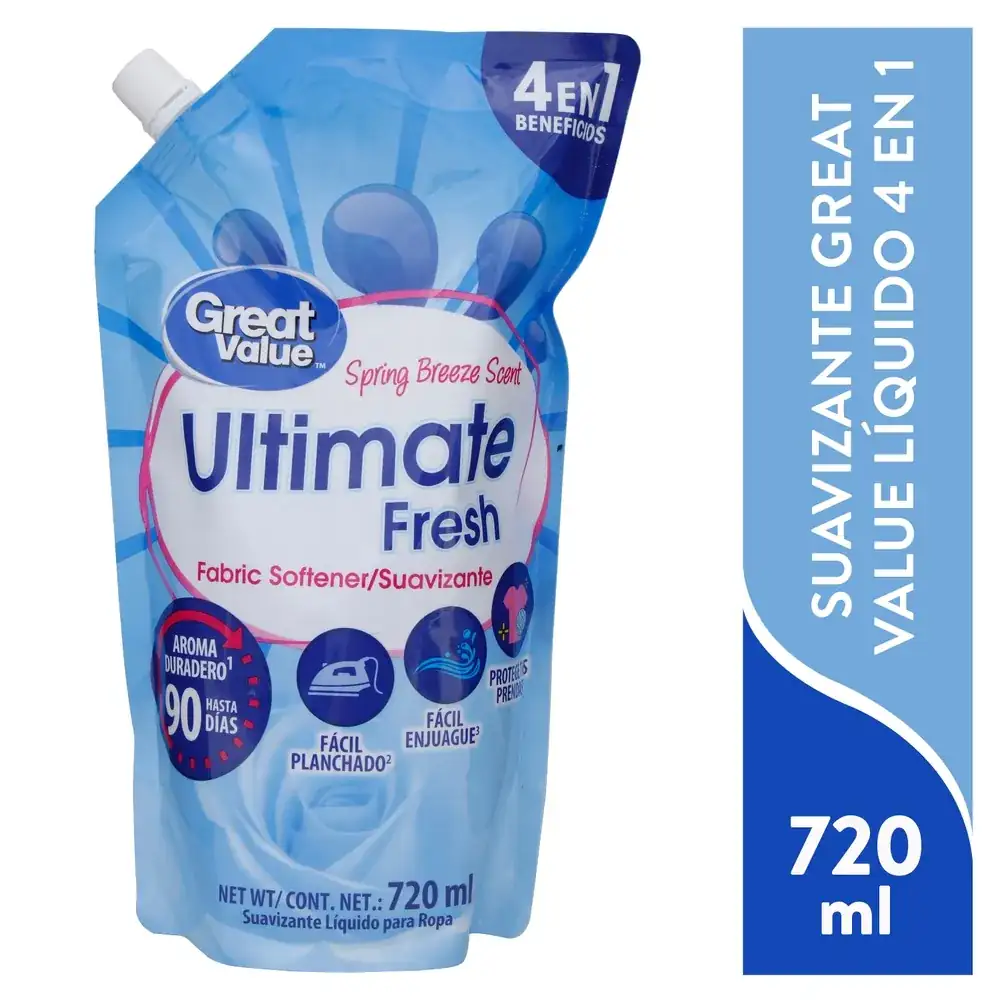 4 EN 1
BENEFICIOS
Great
Value™
Spring Breeze Scent
Ultimate
Fresh
Fabric Softener/Suavizante
AROMA
DURADERO¹
90 HASTA
DÍAS
FÁCIL
PLANCHADO²
FÁCIL
ENJUAGUE³
PROTEGE
NET WT/ CONT. NET.: 720 ml
Suavizante Líquido para Ropa
SUAVIZANTE GREAT
VALUE LÍQUIDO 4 EN 1
720
ml